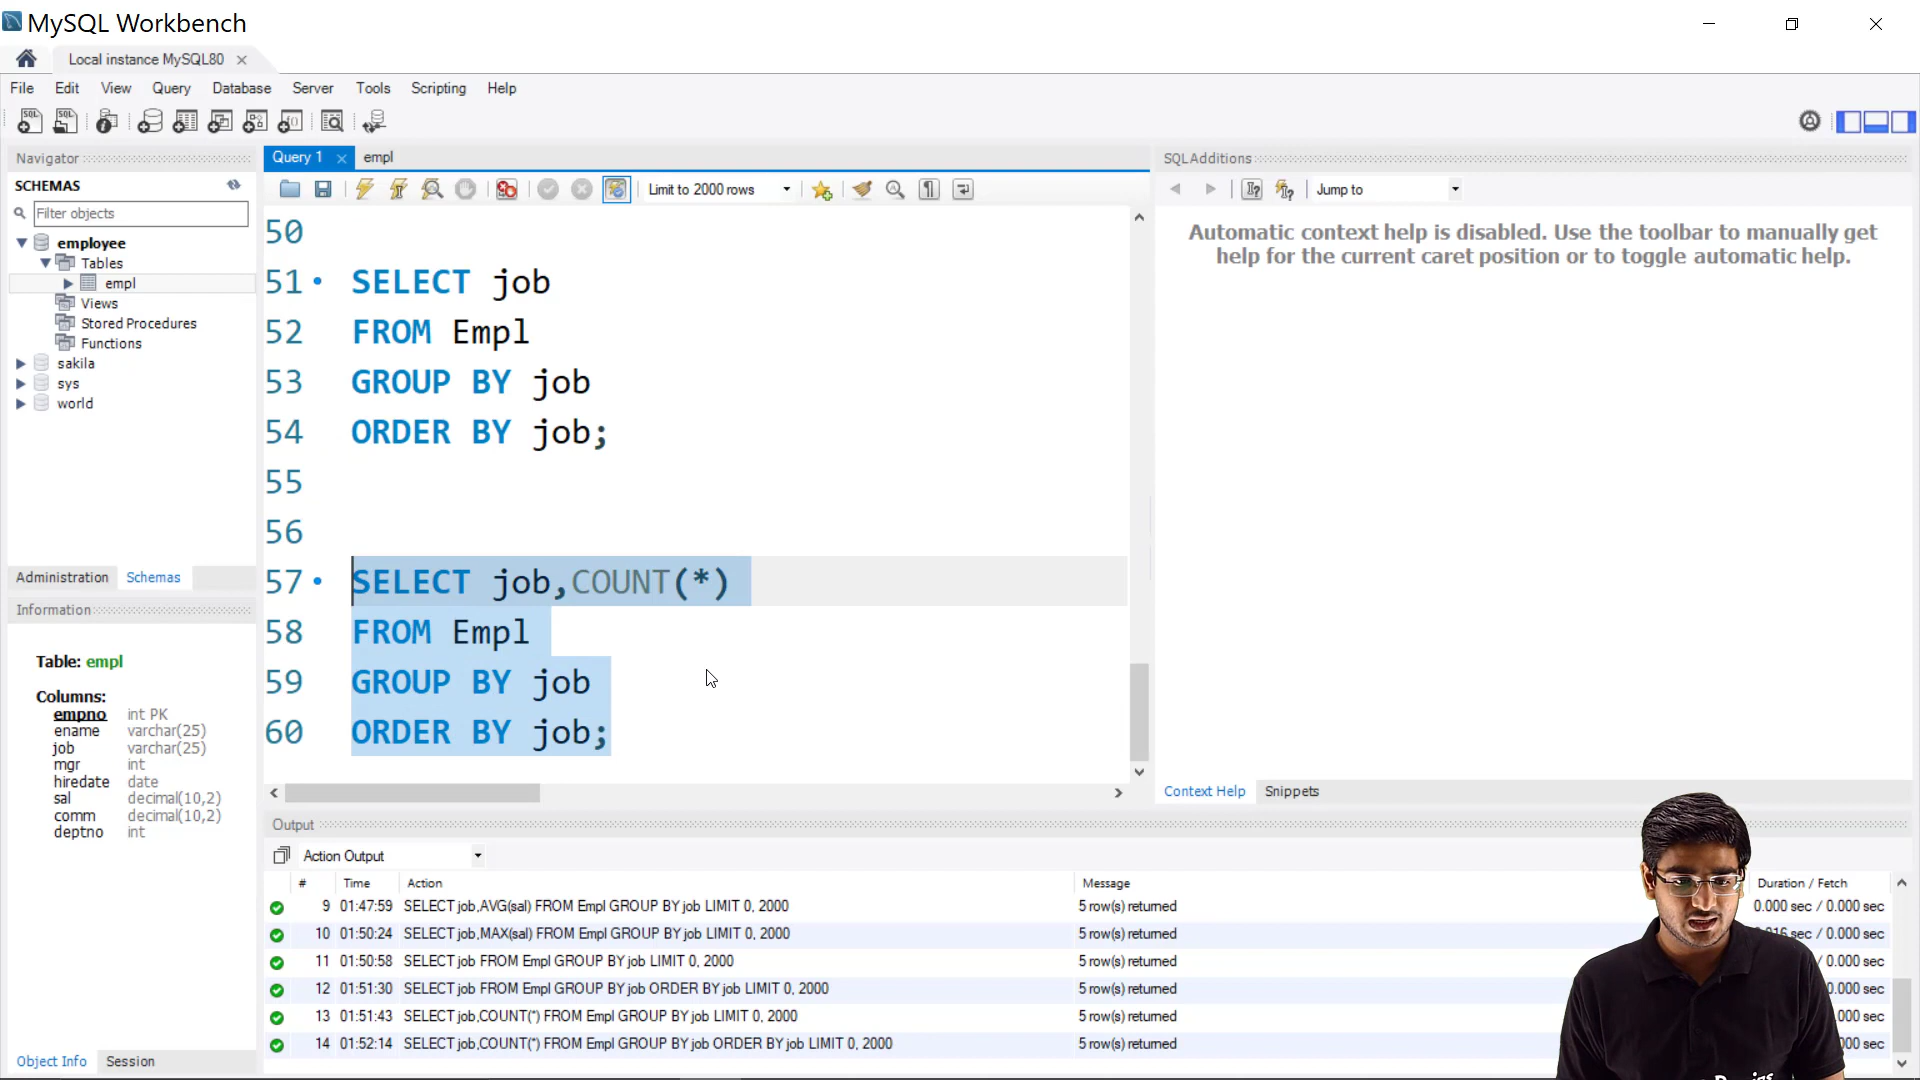 MySQL Workbench
Local instance MySQL80
File Edit View Query Database Server Tools Scripting Help
Navigator
SCHEMAS
Filter objects
employee
Tables
empl
Views
Stored Procedures
Functions
sakila
sys
world
Administration Schemas
Information
Table: empl
Columns:
empno int PK
ename varchar(25)
job varchar(25)
mgr int
hiredate date
sal decimal(10,2)
comm decimal(10,2)
deptno int
Object Info Session
Query 1 empl
Limit to 2000 rows
50
51 SELECT job
52 FROM Empl
53 GROUP BY job
54 ORDER BY job;
55
56
57 SELECT job,COUNT(*)
58 FROM Empl
59 GROUP BY job
60 ORDER BY job;
SQLAdditions
Jump to
Automatic context help is disabled. Use the toolbar to manually get
help for the current caret position or to toggle automatic help.
Context Help Snippets
Output
Action Output
# Time Action Message Duration / Fetch
9 01:47:59 SELECT job,AVG(sal) FROM Empl GROUP BY job LIMIT 0, 2000 5 row(s) returned 0.000 sec / 0.000 sec
10 01:50:24 SELECT job,MAX(sal) FROM Empl GROUP BY job LIMIT 0, 2000 5 row(s) returned sec / 0.000 sec
11 01:50:58 SELECT job FROM Empl GROUP BY job LIMIT 0, 2000 5 row(s) returned 0.000 sec
12 01:51:30 SELECT job FROM Empl GROUP BY job ORDER BY job LIMIT 0, 2000 5 row(s) returned 0.000 sec
13 01:51:43 SELECT job,COUNT(*) FROM Empl GROUP BY job LIMIT 0, 2000 5 row(s) returned sec
14 01:52:14 SELECT job,COUNT(*) FROM Empl GROUP BY job ORDER BY job LIMIT 0, 2000 5 row(s) returned sec